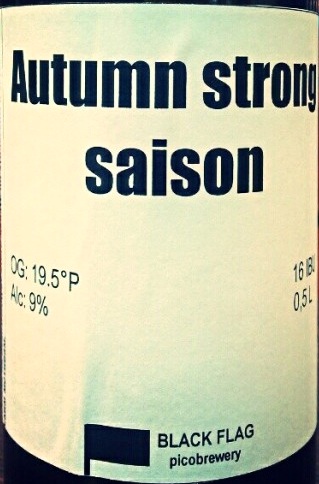 Autumn strong
saison
OG: 19.5°P
Alc: 9%
16 IBU
0,5 L
BLACK FLAG
picobrewery